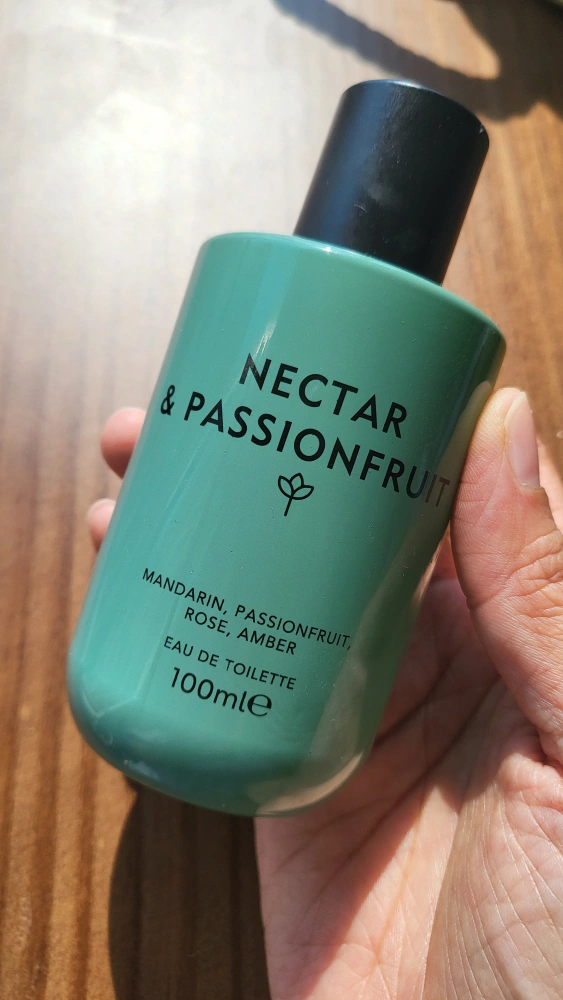 NECTAR
& PASSIONFRUIT
MANDARIN, PASSIONFRUIT,
ROSE, AMBER
EAU DE TOILETTE
100ml℮